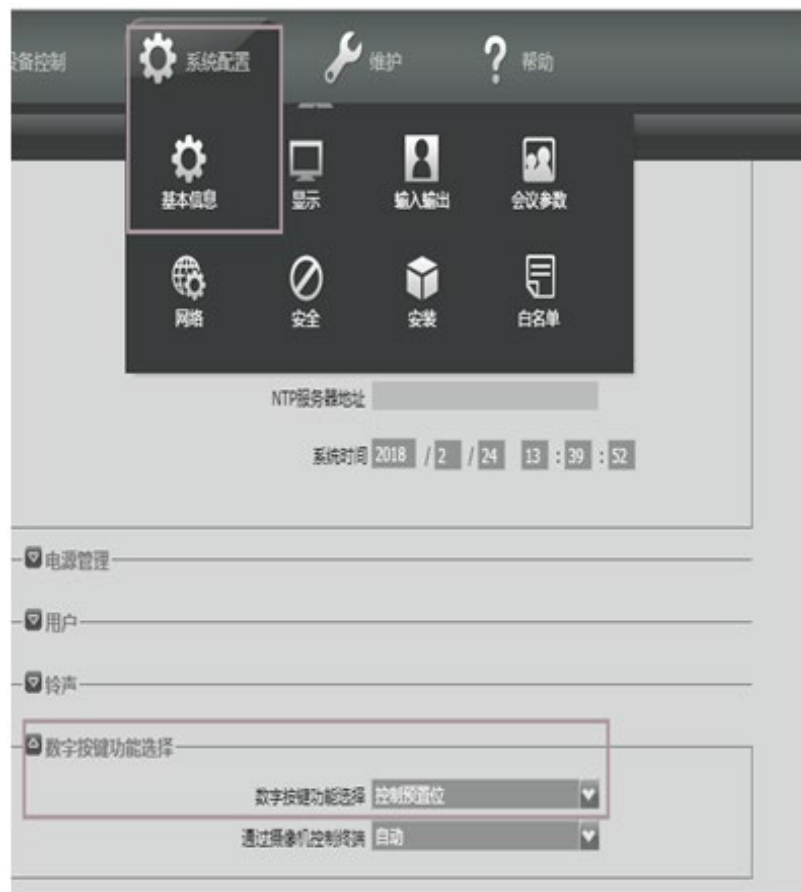 设备控制 系统配置 维护 ? 帮助
基本信息 显示 输入输出 会议参数
网络 安全 安装 白名单
NTP服务器地址
系统时间 2018 / 2 / 24 13 : 39 : 52
电源管理
用户
铃声
数字按键功能选择
数字按键功能选择 控制预置位
通过摄像机控制终端 自动